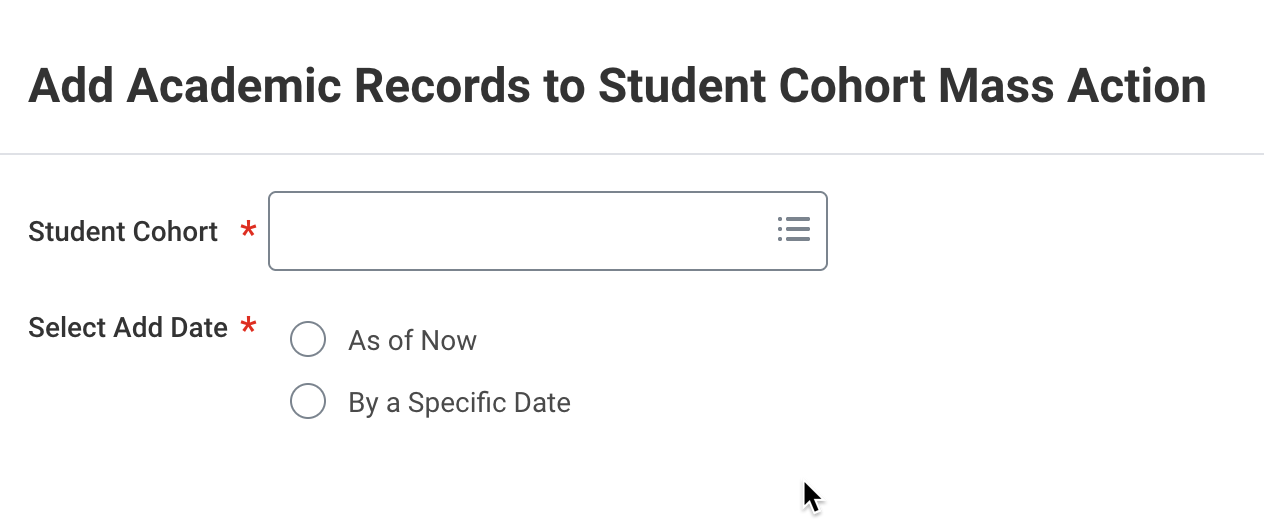 Add Academic Records to Student Cohort Mass Action
Student Cohort *
Select Add Date *
As of Now
By a Specific Date